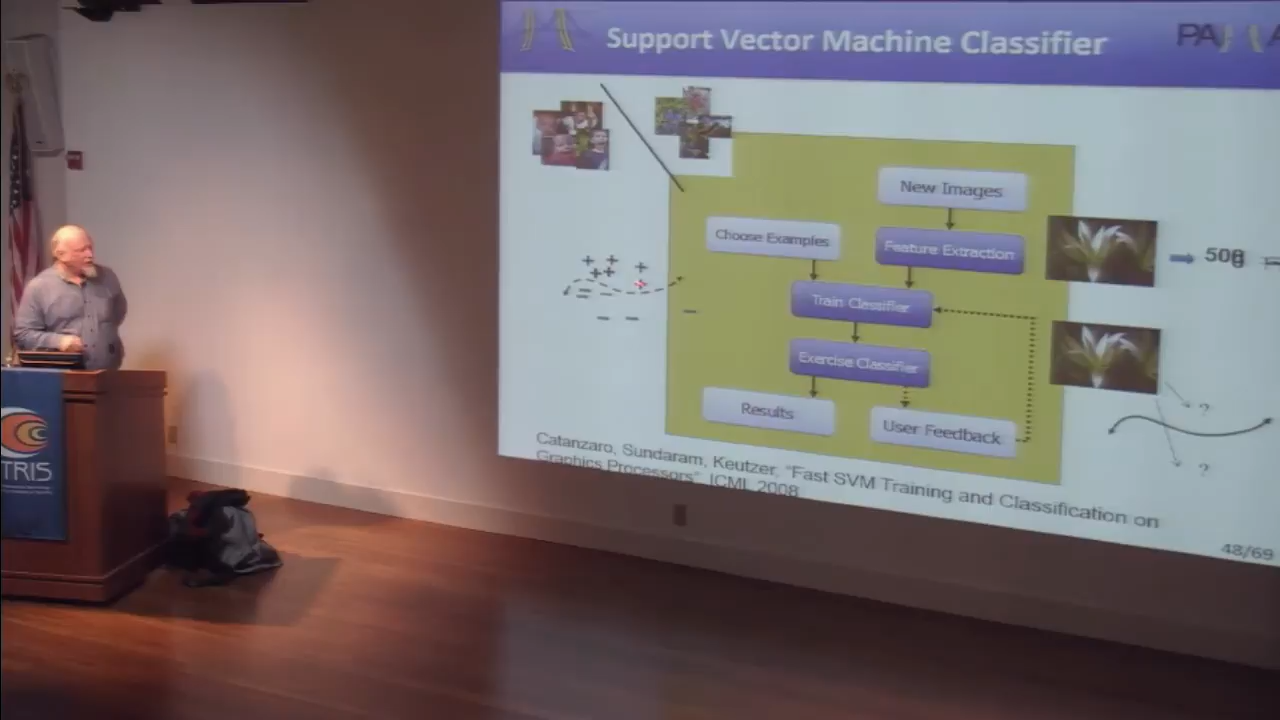 Support Vector Machine Classifier
New Images
Choose Examples
Feature Extraction
Train Classifier
Exercise Classifier
Results
User Feedback
?
?
Catanzaro, Sundaram, Keutzer, "Fast SVM Training and Classification on
Graphics Processors" ICML 2008
48/69
TRIS